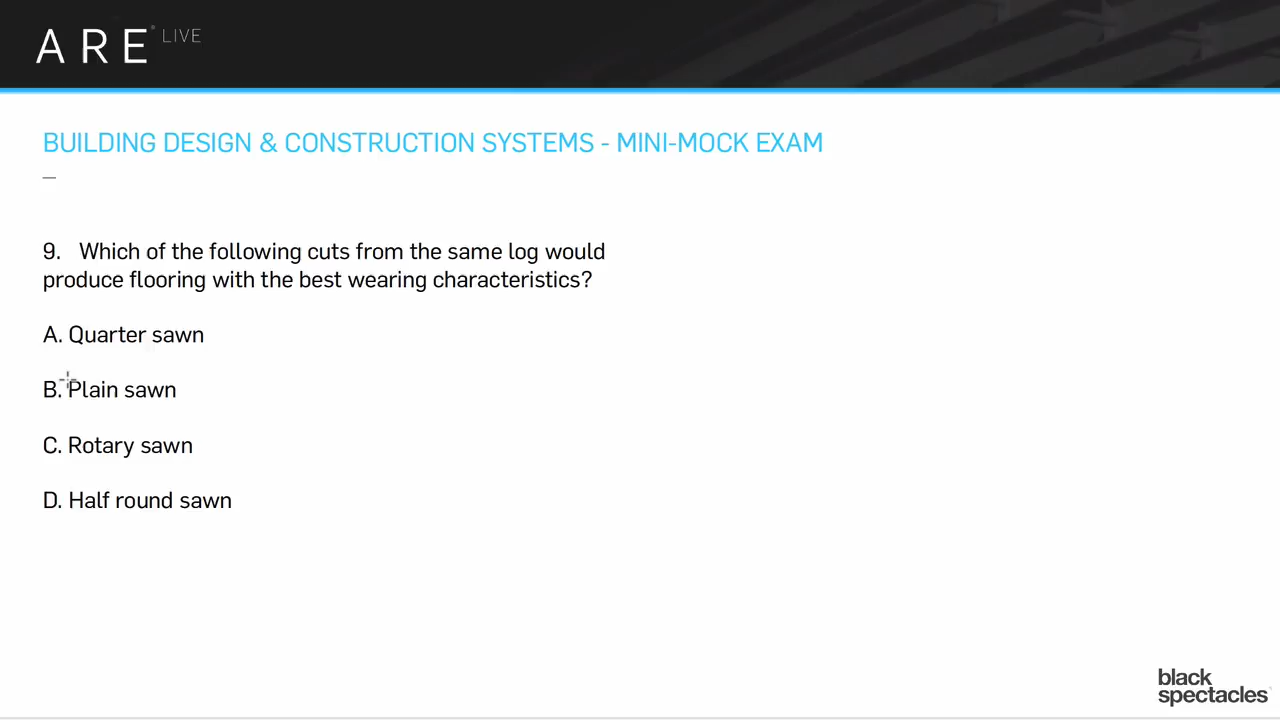 ARE LIVE
BUILDING DESIGN & CONSTRUCTION SYSTEMS - MINI-MOCK EXAM
—
9. Which of the following cuts from the same log would
produce flooring with the best wearing characteristics?
A. Quarter sawn
B. Plain sawn
C. Rotary sawn
D. Half round sawn
black
spectacles